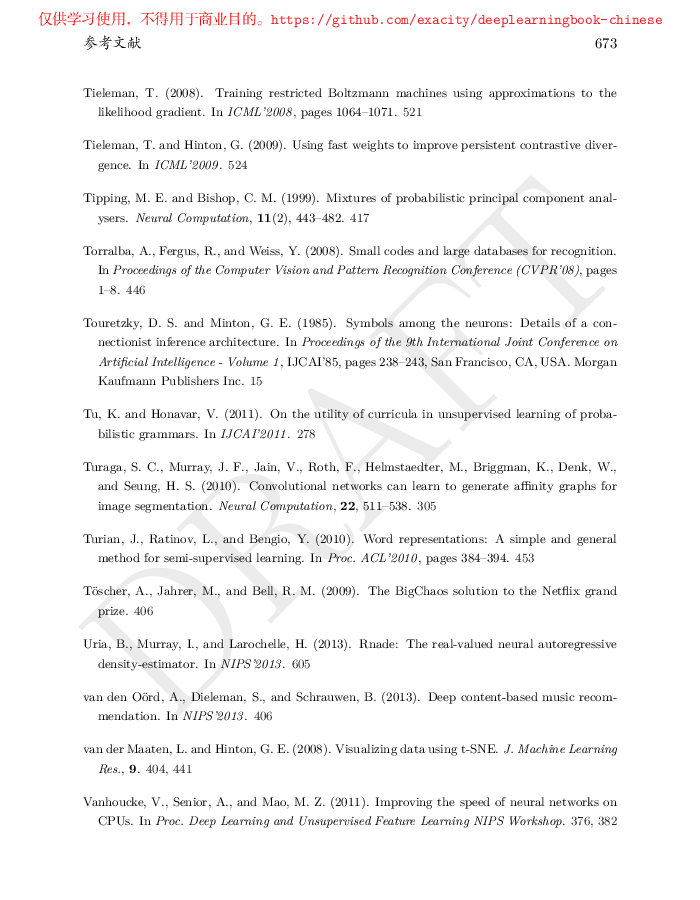 仅供学习使用，不得用于商业目的。https://github.com/exacity/deeplearningbook-chinese
参考文献 673
Tieleman, T. (2008). Training restricted Boltzmann machines using approximations to the
likelihood gradient. In ICML'2008, pages 1064–1071. 521
Tieleman, T. and Hinton, G. (2009). Using fast weights to improve persistent contrastive diver-
gence. In ICML'2009. 524
Tipping, M. E. and Bishop, C. M. (1999). Mixtures of probabilistic principal component anal-
ysers. Neural Computation, 11(2), 443–482. 417
Torralba, A., Fergus, R., and Weiss, Y. (2008). Small codes and large databases for recognition.
In Proceedings of the Computer Vision and Pattern Recognition Conference (CVPR'08), pages
1–8. 446
Touretzky, D. S. and Minton, G. E. (1985). Symbols among the neurons: Details of a con-
nectionist inference architecture. In Proceedings of the 9th International Joint Conference on
Artificial Intelligence - Volume 1, IJCAI'85, pages 238–243, San Francisco, CA, USA. Morgan
Kaufmann Publishers Inc. 15
Tu, K. and Honavar, V. (2011). On the utility of curricula in unsupervised learning of proba-
bilistic grammars. In IJCAI'2011. 278
Turaga, S. C., Murray, J. F., Jain, V., Roth, F., Helmstaedter, M., Briggman, K., Denk, W.,
and Seung, H. S. (2010). Convolutional networks can learn to generate affinity graphs for
image segmentation. Neural Computation, 22, 511–538. 305
Turian, J., Ratinov, L., and Bengio, Y. (2010). Word representations: A simple and general
method for semi-supervised learning. In Proc. ACL'2010, pages 384–394. 453
Töscher, A., Jahrer, M., and Bell, R. M. (2009). The BigChaos solution to the Netflix grand
prize. 406
Uria, B., Murray, I., and Larochelle, H. (2013). Rnade: The real-valued neural autoregressive
density-estimator. In NIPS'2013. 605
van den Oörd, A., Dieleman, S., and Schrauwen, B. (2013). Deep content-based music recom-
mendation. In NIPS'2013. 406
van der Maaten, L. and Hinton, G. E. (2008). Visualizing data using t-SNE. J. Machine Learning
Res., 9. 404, 441
Vanhoucke, V., Senior, A., and Mao, M. Z. (2011). Improving the speed of neural networks on
CPUs. In Proc. Deep Learning and Unsupervised Feature Learning NIPS Workshop. 376, 382
DRAFT